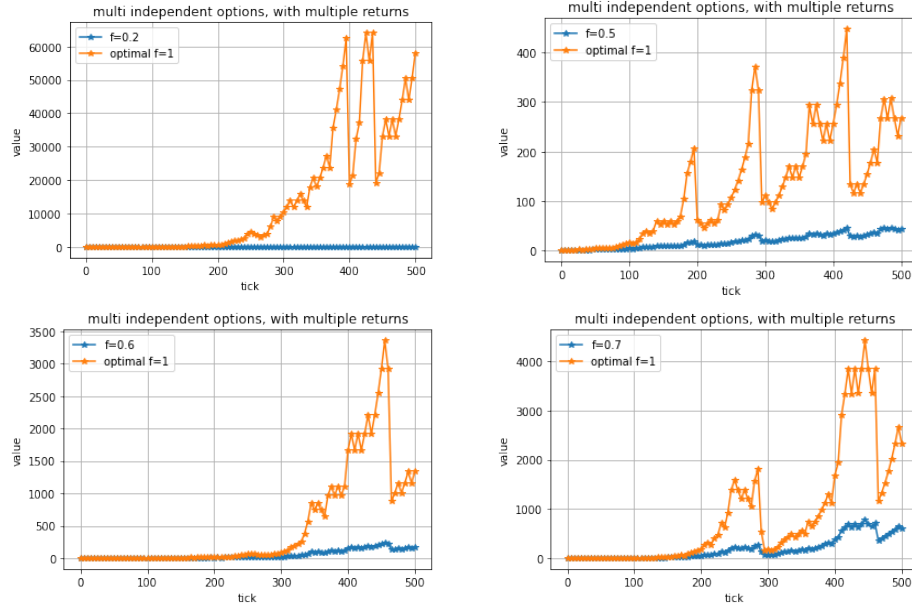 multi independent options, with multiple returns
f=0.2
optimal f=1
value
60000
50000
40000
30000
20000
10000
0
0 100 200 300 400 500
tick
multi independent options, with multiple returns
f=0.5
optimal f=1
value
400
300
200
100
0
0 100 200 300 400 500
tick
multi independent options, with multiple returns
f=0.6
optimal f=1
value
3500
3000
2500
2000
1500
1000
500
0
0 100 200 300 400 500
tick
multi independent options, with multiple returns
f=0.7
optimal f=1
value
4000
3000
2000
1000
0
0 100 200 300 400 500
tick